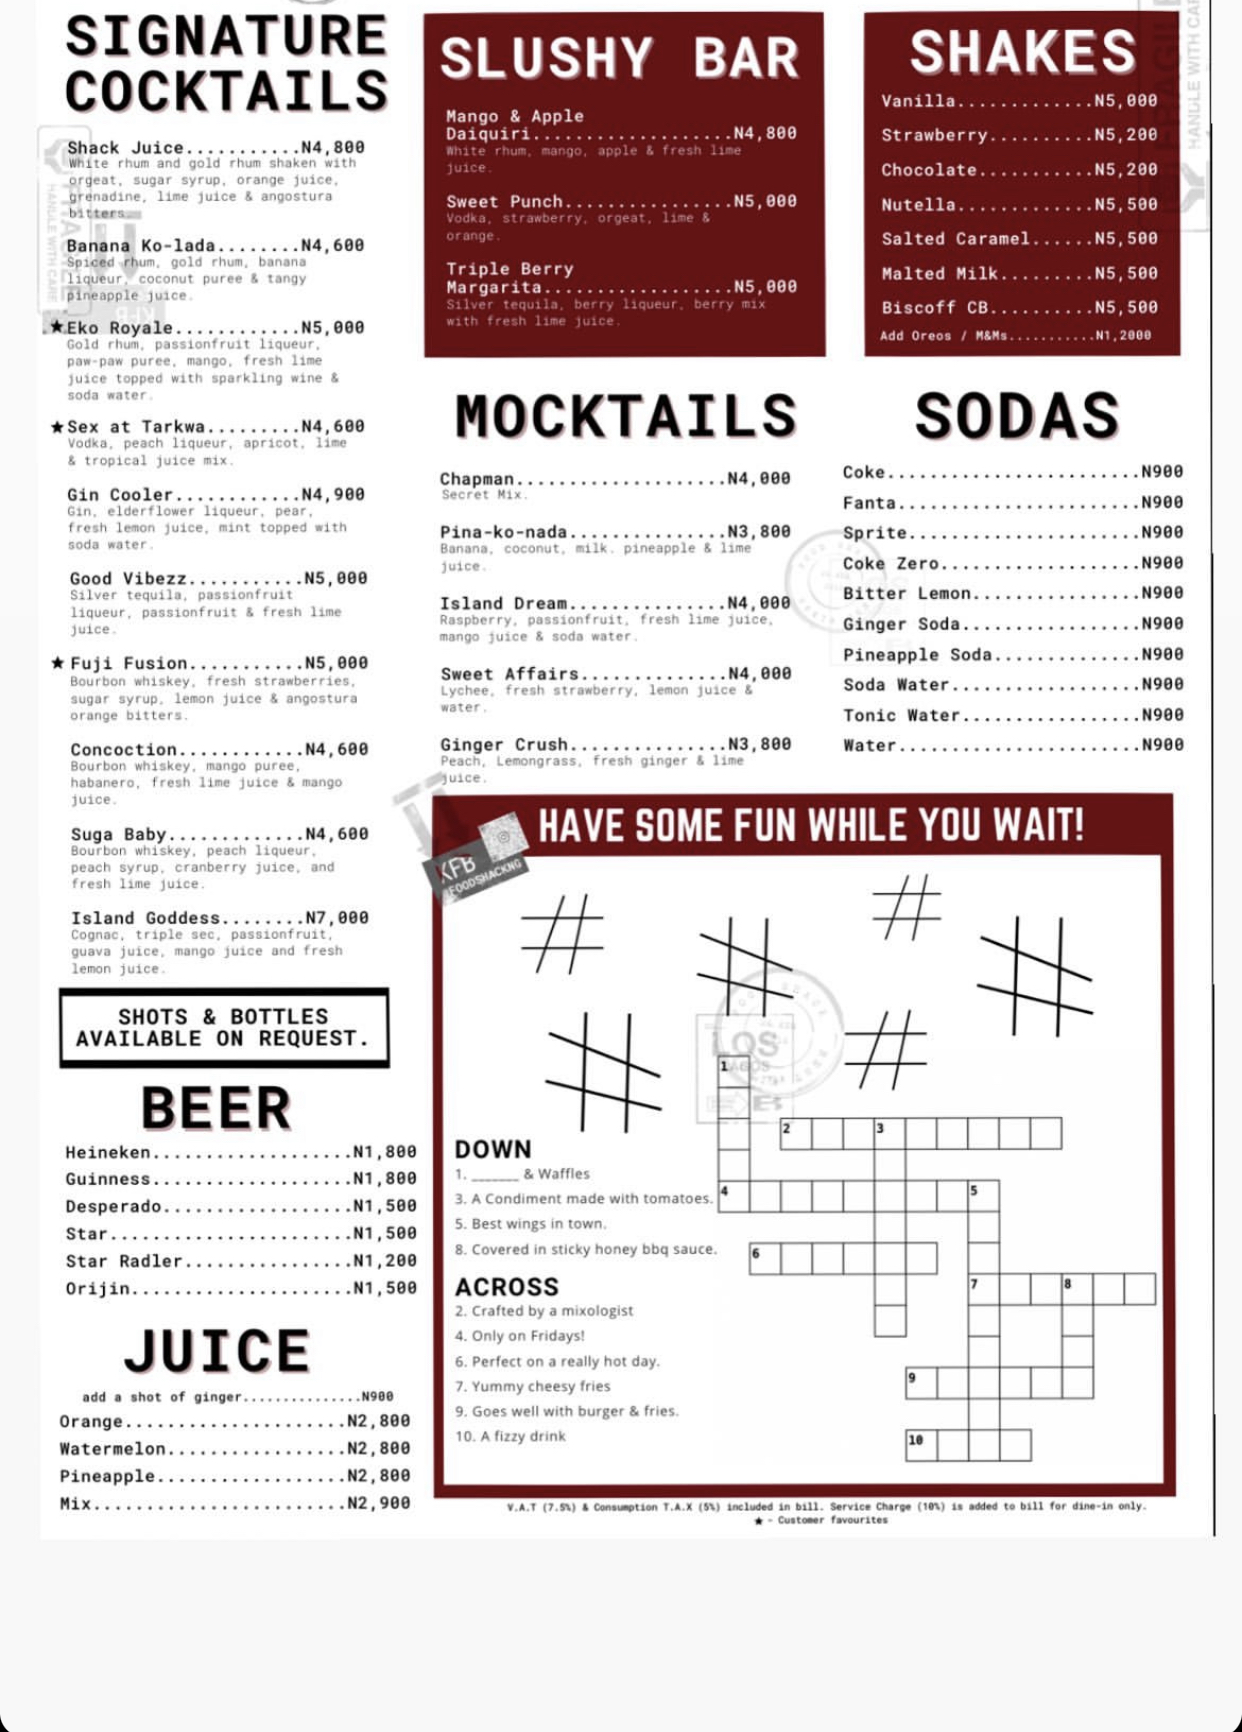 SIGNATURE
COCKTAILS
Shack Juice...........N4,800
White rhum and gold rhum shaken with
orgeat, sugar syrup, orange juice,
grenadine, lime juice & angostura
bitters.
Banana Ko-lada........N4,600
Spiced rhum, gold rhum, banana
liqueur, coconut puree & tangy
pineapple juice.
★Eko Royale............N5,000
Gold rhum, passionfruit liqueur,
paw-paw puree, mango, fresh lime
juice topped with sparkling wine &
soda water.
★Sex at Tarkwa.........N4,600
Vodka, peach liqueur, apricot, lime
& tropical juice mix.
Gin Cooler............N4,900
Gin, elderflower liqueur, pear,
fresh lemon juice, mint topped with
soda water.
Good Vibezz...........N5,000
Silver tequila, passionfruit
liqueur, passionfruit & fresh lime
juice.
★ Fuji Fusion...........N5,000
Bourbon whiskey, fresh strawberries,
sugar syrup, lemon juice & angostura
orange bitters.
Concoction............N4,600
Bourbon whiskey, mango puree,
habanero, fresh lime juice & mango
juice.
Suga Baby.............N4,600
Bourbon whiskey, peach liqueur,
peach syrup, cranberry juice, and
fresh lime juice.
Island Goddess........N7,000
Cognac, triple sec, passionfruit,
guava juice, mango juice and fresh
lemon juice.
SHOTS & BOTTLES
AVAILABLE ON REQUEST.
BEER
Heineken...................N1,800
Guinness...................N1,800
Desperado..................N1,500
Star.......................N1,500
Star Radler................N1,200
Orijin.....................N1,500
JUICE
add a shot of ginger...............N900
Orange.....................N2,800
Watermelon.................N2,800
Pineapple..................N2,800
Mix........................N2,900
SLUSHY BAR
Mango & Apple
Daiquiri...................N4,800
White rhum, mango, apple & fresh lime
juice.
Sweet Punch................N5,000
Vodka, strawberry, orgeat, lime &
orange.
Triple Berry
Margarita..................N5,000
Silver tequila, berry liqueur, berry mix
with fresh lime juice.
SHAKES
Vanilla.............N5,000
Strawberry..........N5,200
Chocolate...........N5,200
Nutella.............N5,500
Salted Caramel......N5,500
Malted Milk.........N5,500
Biscoff CB..........N5,500
Add Oreos / M&Ms...........N1,2000
HANDLE WITH CARE
MOCKTAILS
Chapman....................N4,000
Secret Mix.
Pina-ko-nada...............N3,800
Banana, coconut, milk. pineapple & lime
juice.
Island Dream...............N4,000
Raspberry, passionfruit, fresh lime juice,
mango juice & soda water.
Sweet Affairs..............N4,000
Lychee, fresh strawberry, lemon juice &
water.
Ginger Crush...............N3,800
Peach, Lemongrass, fresh ginger & lime
juice.
SODAS
Coke........................N900
Fanta.......................N900
Sprite......................N900
Coke Zero...................N900
Bitter Lemon................N900
Ginger Soda.................N900
Pineapple Soda..............N900
Soda Water..................N900
Tonic Water.................N900
Water.......................N900
KFB
@FOODSHACKNG
HAVE SOME FUN WHILE YOU WAIT!
LOS
DOWN
1. _______ & Waffles
3. A Condiment made with tomatoes.
5. Best wings in town.
8. Covered in sticky honey bbq sauce.
ACROSS
2. Crafted by a mixologist
4. Only on Fridays!
6. Perfect on a really hot day.
7. Yummy cheesy fries
9. Goes well with burger & fries.
10. A fizzy drink
1
2 3
4 5
6
7 8
9
10
V.A.T (7.5%) & Consumption T.A.X (5%) included in bill. Service Charge (10%) is added to bill for dine-in only.
★ - Customer favourites